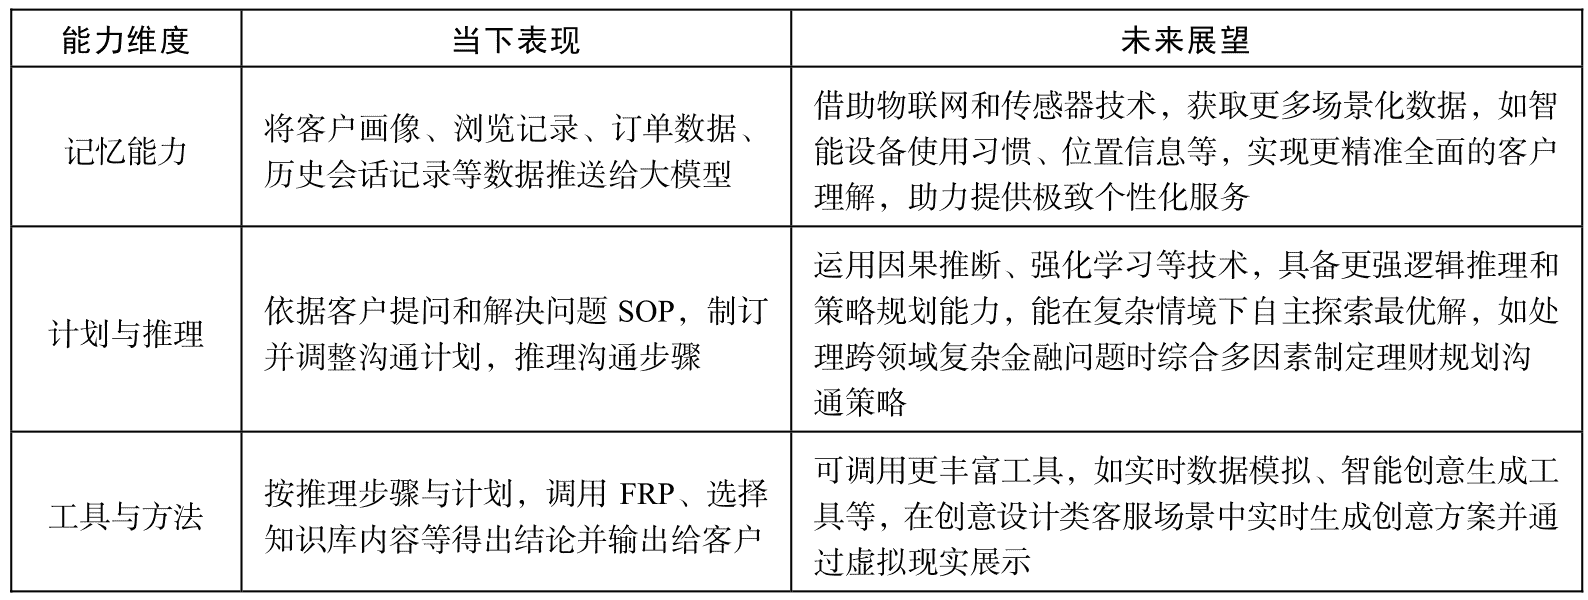 能力维度
当下表现
未来展望
记忆能力
将客户画像、浏览记录、订单数据、
历史会话记录等数据推送给大模型
借助物联网和传感器技术，获取更多场景化数据，如智
能设备使用习惯、位置信息等，实现更精准全面的客户
理解，助力提供极致个性化服务
计划与推理
依据客户提问和解决问题 SOP，制订
并调整沟通计划，推理沟通步骤
运用因果推断、强化学习等技术，具备更强逻辑推理和
策略规划能力，能在复杂情境下自主探索最优解，如处
理跨领域复杂金融问题时综合多因素制定理财规划沟
通策略
工具与方法
按推理步骤与计划，调用 FRP、选择
知识库内容等得出结论并输出给客户
可调用更丰富工具，如实时数据模拟、智能创意生成工
具等，在创意设计类客服场景中实时生成创意方案并通
过虚拟现实展示